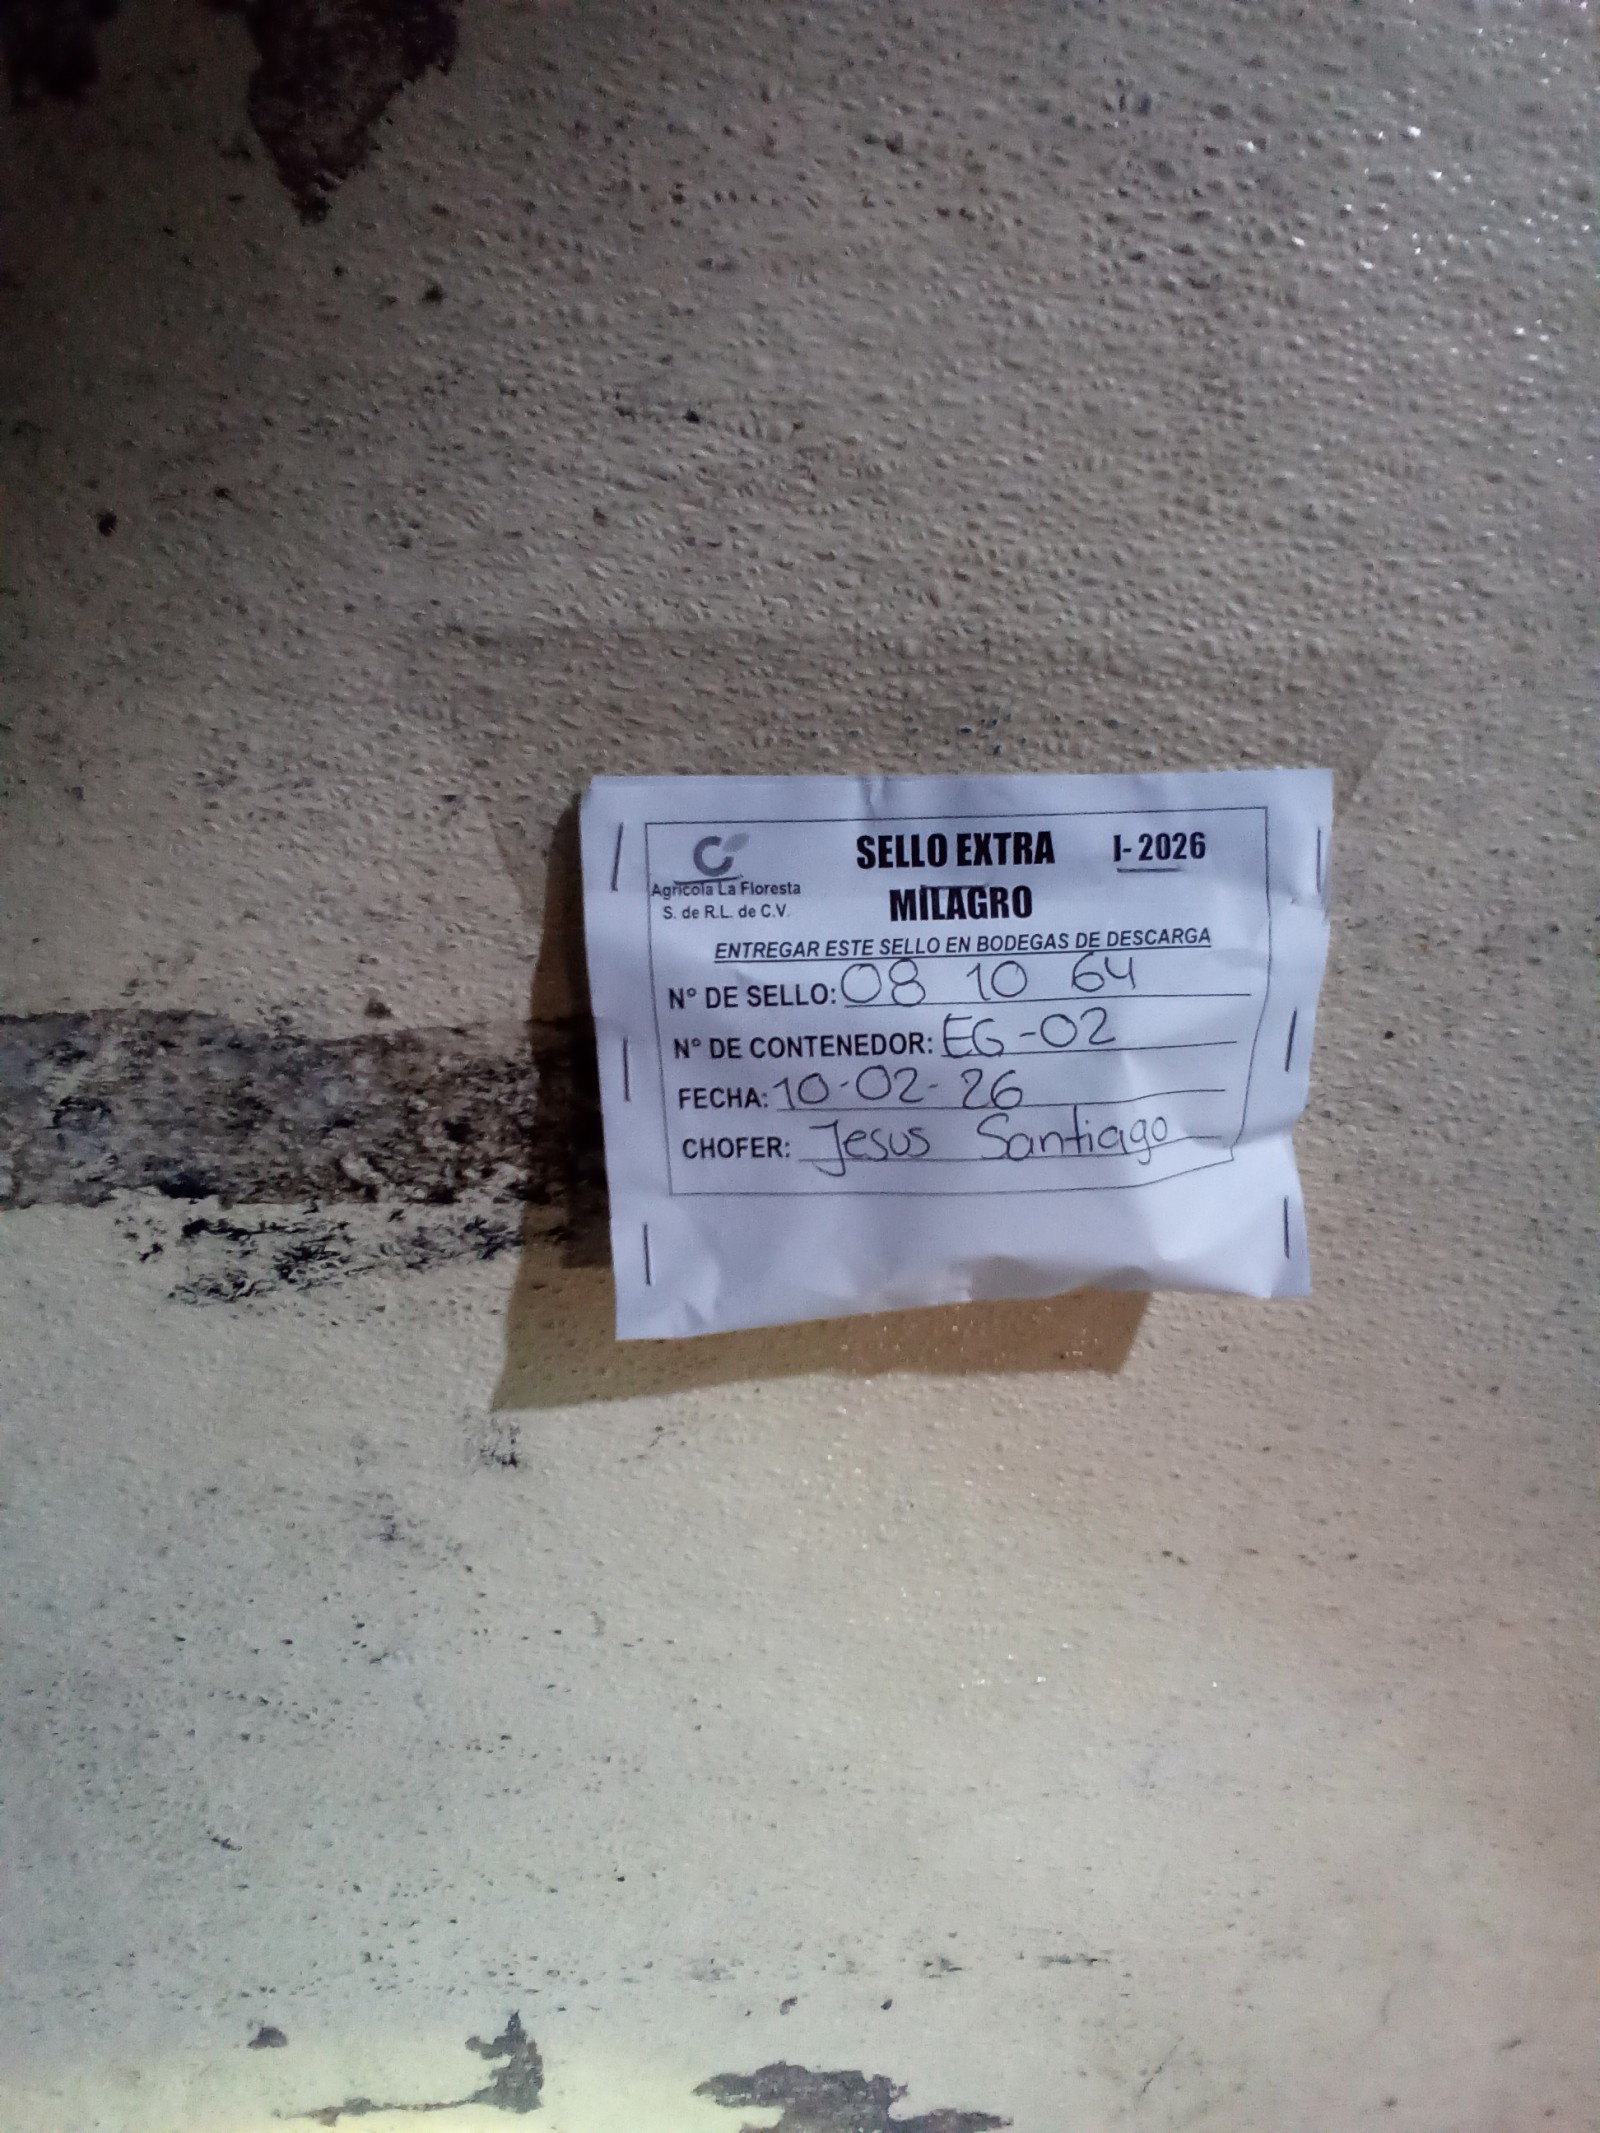 SELLO EXTRA I- 2026
MILAGRO
Agrícola La Floresta
S. de R.L. de C.V.
ENTREGAR ESTE SELLO EN BODEGAS DE DESCARGA
N° DE SELLO: 08 10 64
N° DE CONTENEDOR: EG-02
FECHA: 10-02-26
CHOFER: Jesus Santiago